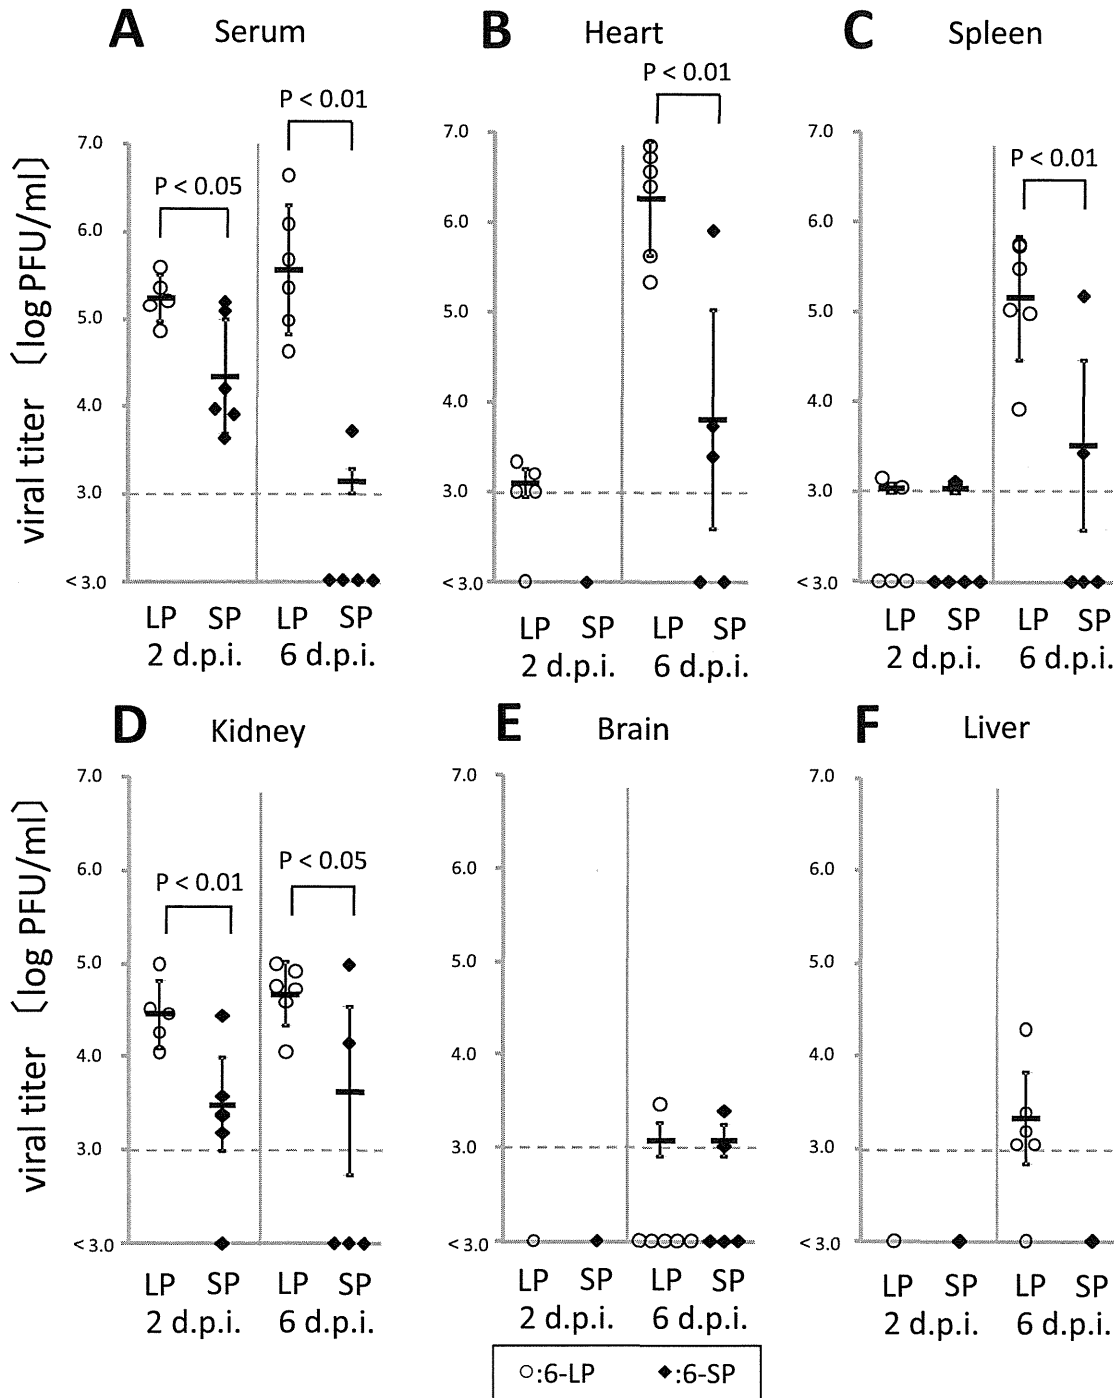 A Serum
P < 0.05
P < 0.01
viral titer (log PFU/ml)
7.0
6.0
5.0
4.0
3.0
< 3.0
LP SP LP SP
2 d.p.i. 6 d.p.i.
B Heart
P < 0.01
7.0
6.0
5.0
4.0
3.0
< 3.0
LP SP LP SP
2 d.p.i. 6 d.p.i.
C Spleen
P < 0.01
7.0
6.0
5.0
4.0
3.0
< 3.0
LP SP LP SP
2 d.p.i. 6 d.p.i.
D Kidney
P < 0.01
P < 0.05
viral titer (log PFU/ml)
7.0
6.0
5.0
4.0
3.0
< 3.0
LP SP LP SP
2 d.p.i. 6 d.p.i.
E Brain
7.0
6.0
5.0
4.0
3.0
< 3.0
LP SP LP SP
2 d.p.i. 6 d.p.i.
F Liver
7.0
6.0
5.0
4.0
3.0
< 3.0
LP SP LP SP
2 d.p.i. 6 d.p.i.
○:6-LP ◆:6-SP